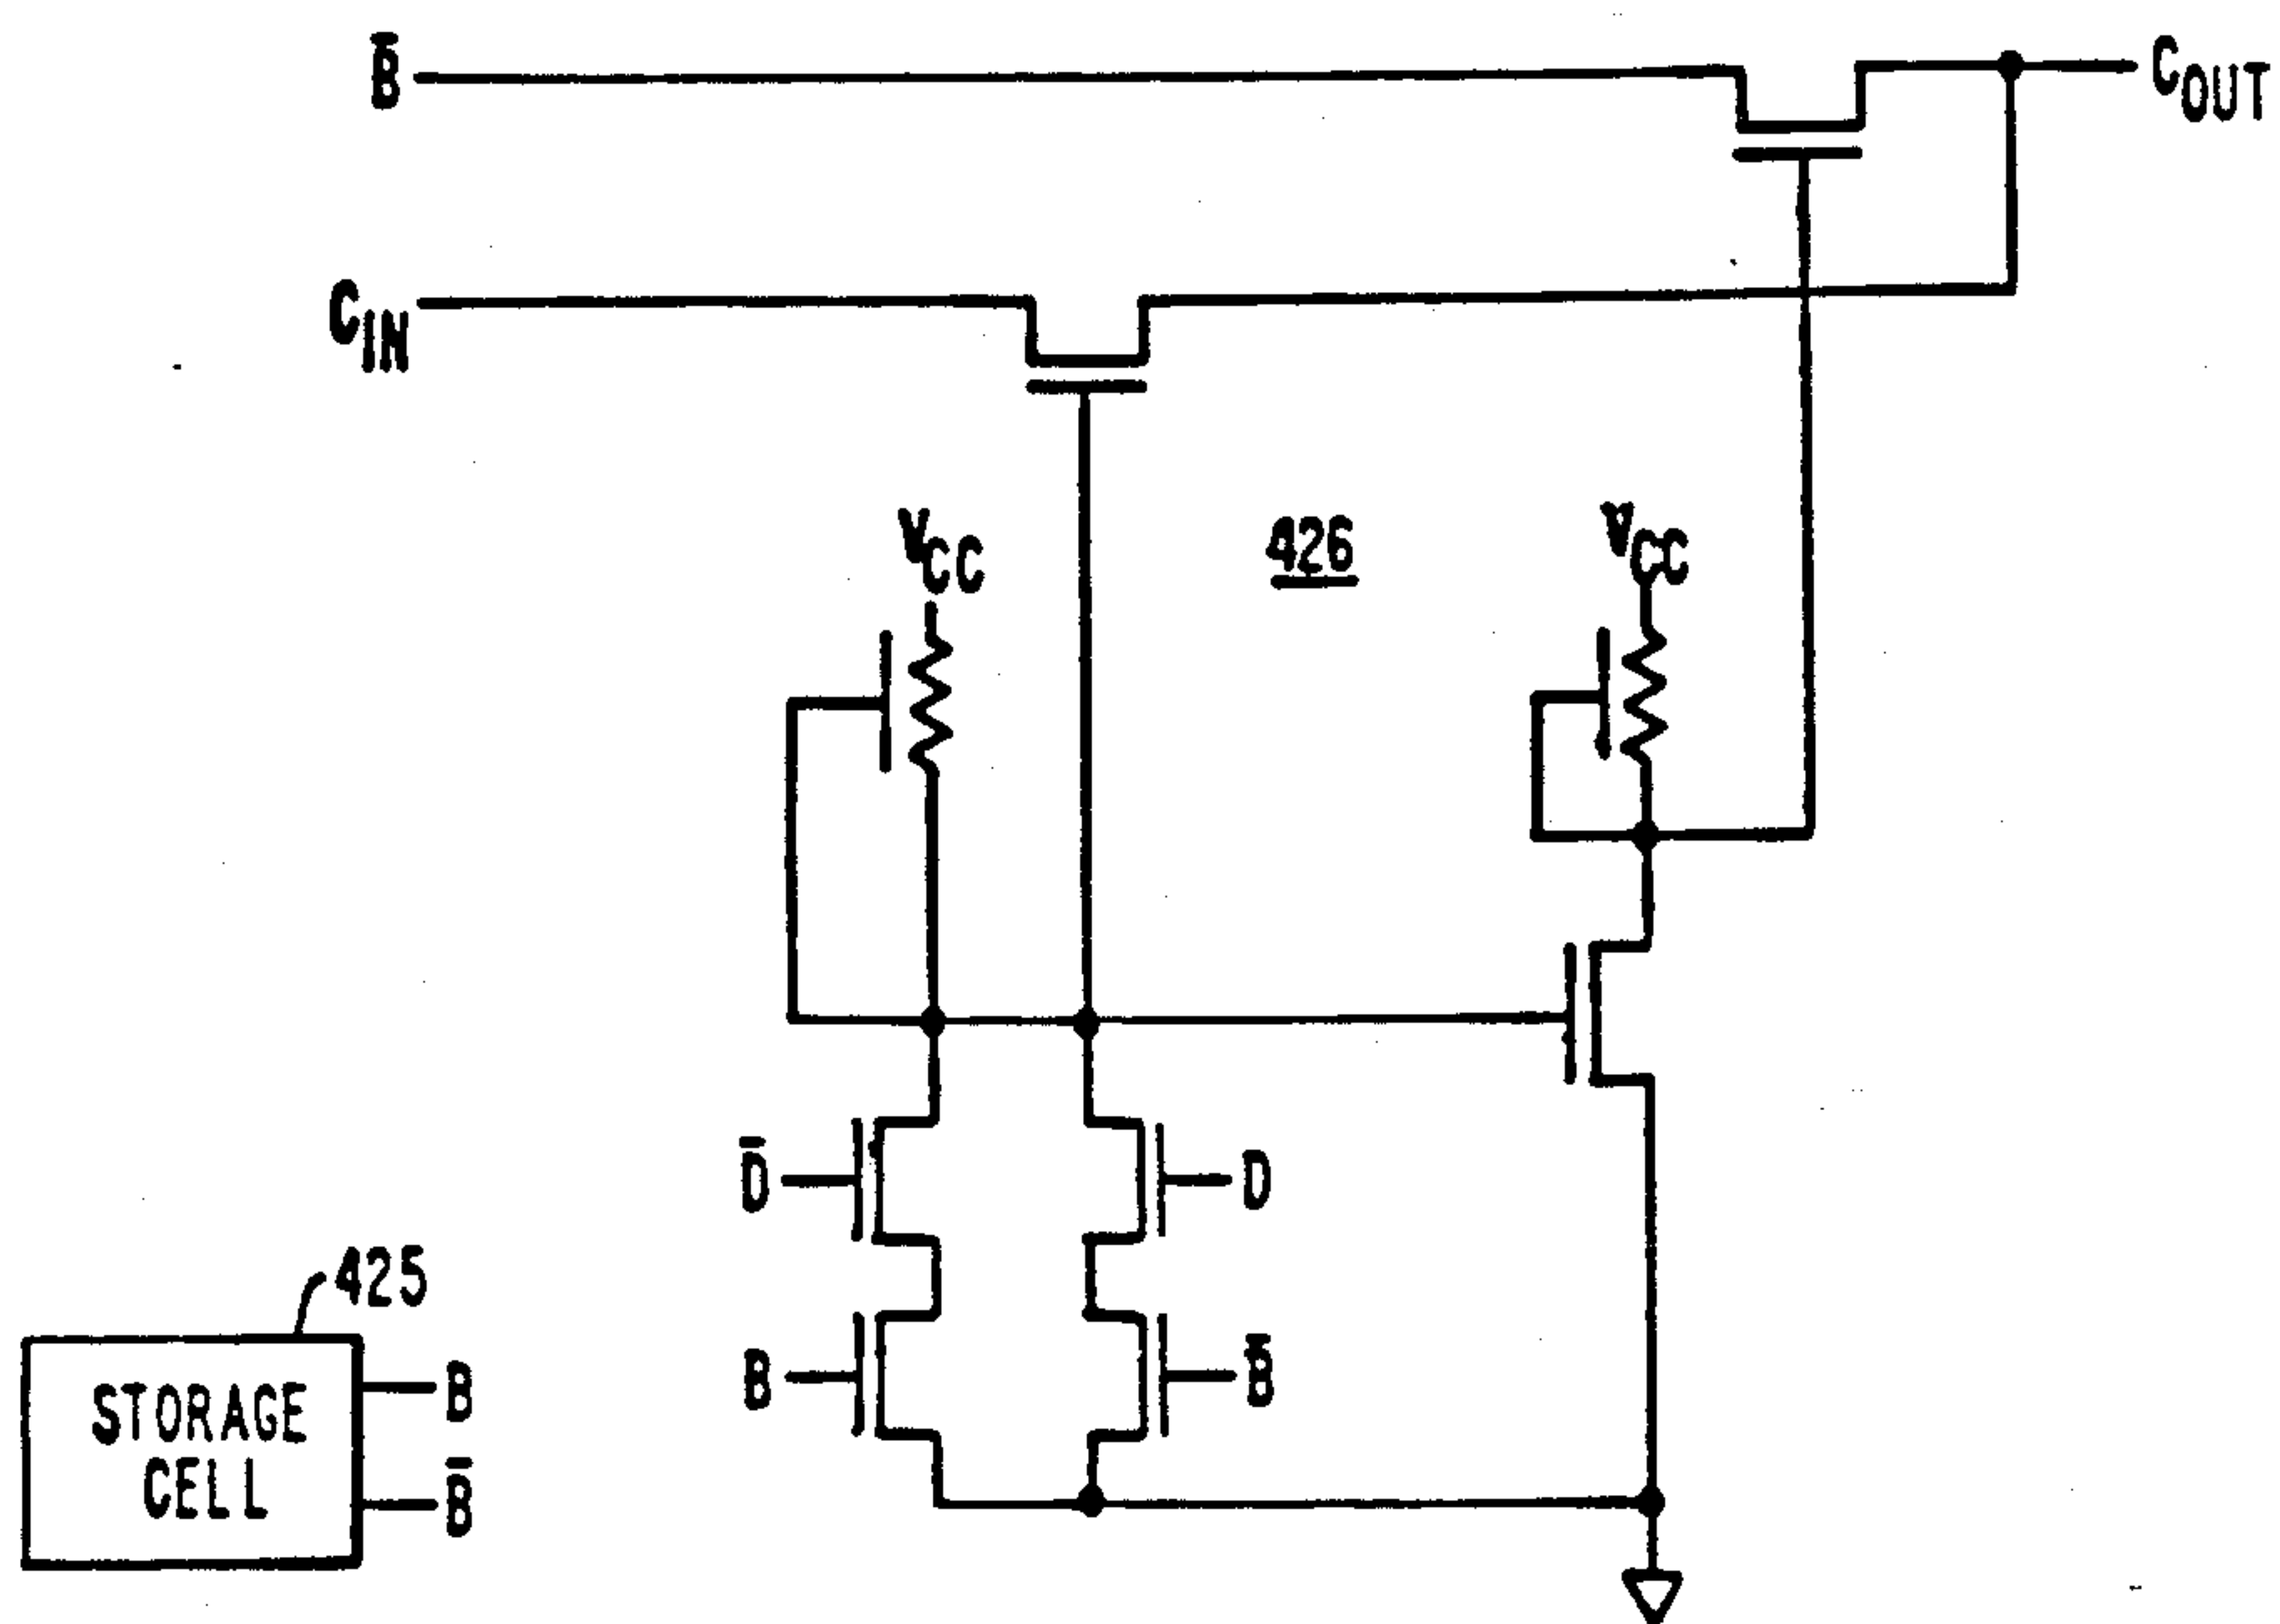 B̅
C_OUT
C_IN
V_CC
426
V_CC
D̅
D
425
B
B̅
STORAGE
CELL
B
B̅